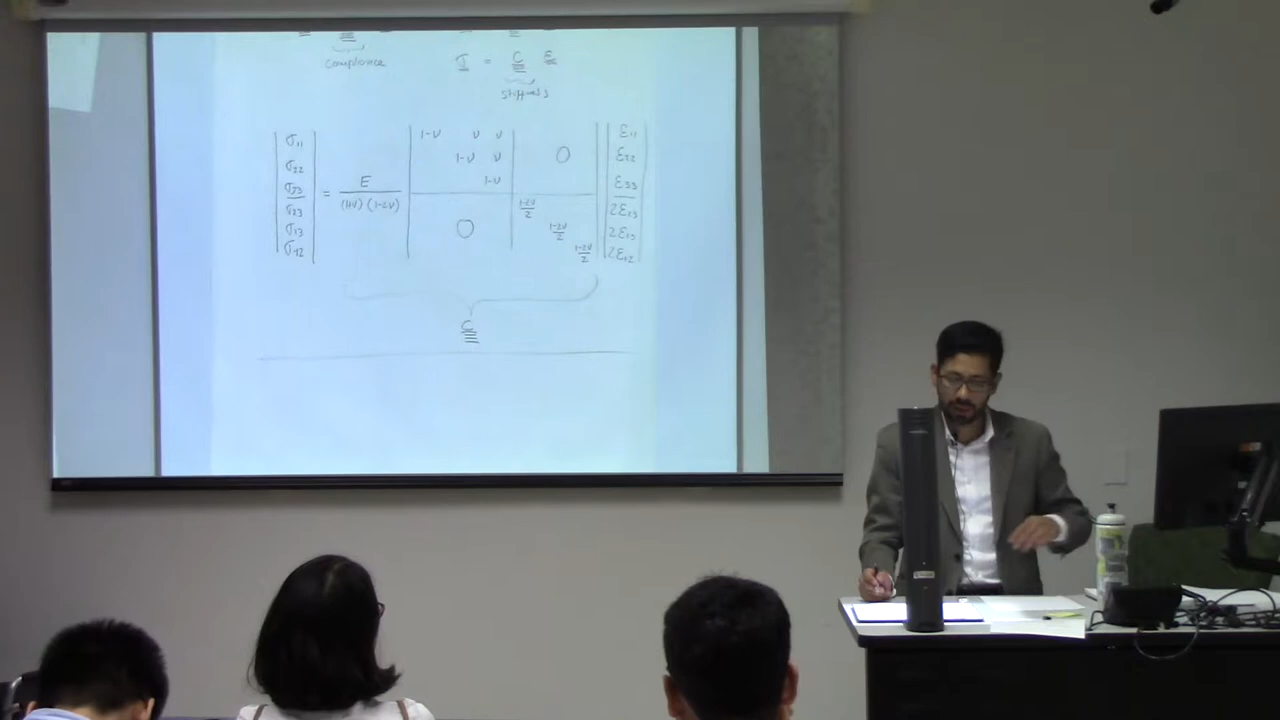 compliance
σ = C ε
stiffness
σ11 1-ν ν ν ε11
σ22 1-ν ν 0 ε22
σ33 = E 1-ν ε33
σ23 (1+ν) (1-2ν) 1-2ν/2 2ε23
σ13 0 1-2ν/2 2ε13
σ12 1-2ν/2 2ε12
C